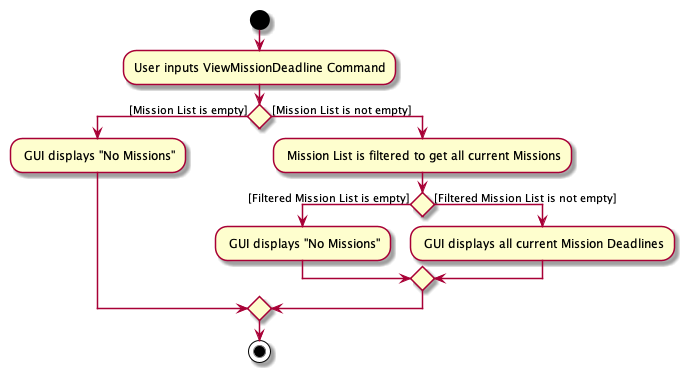 User inputs ViewMissionDeadline Command
[Mission List is empty]
[Mission List is not empty]
GUI displays "No Missions"
Mission List is filtered to get all current Missions
[Filtered Mission List is empty]
[Filtered Mission List is not empty]
GUI displays "No Missions"
GUI displays all current Mission Deadlines